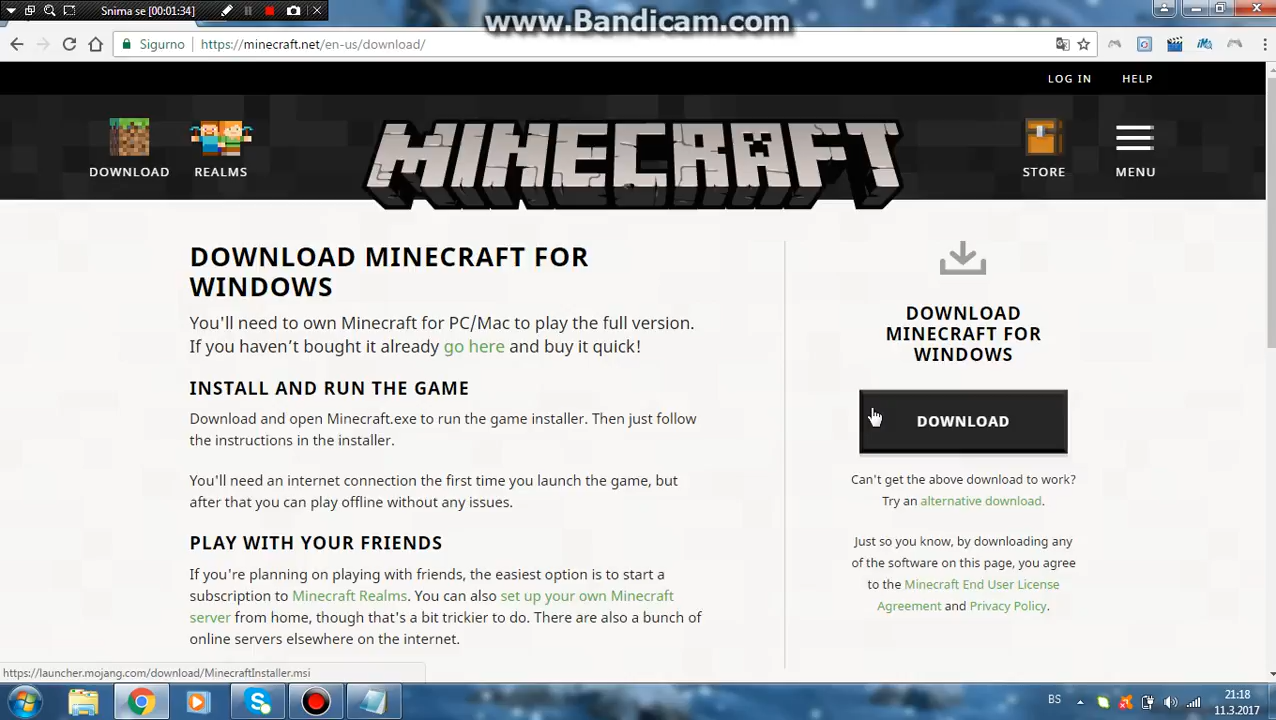 Snima se [00:01:34]
www.Bandicam.com
Sigurno
https://minecraft.net/en-us/download/
LOG IN HELP
MINECRAFT
DOWNLOAD REALMS STORE MENU
DOWNLOAD MINECRAFT FOR
WINDOWS
You'll need to own Minecraft for PC/Mac to play the full version.
If you haven't bought it already go here and buy it quick!
INSTALL AND RUN THE GAME
Download and open Minecraft.exe to run the game installer. Then just follow
the instructions in the installer.
You'll need an internet connection the first time you launch the game, but
after that you can play offline without any issues.
PLAY WITH YOUR FRIENDS
If you're planning on playing with friends, the easiest option is to start a
subscription to Minecraft Realms. You can also set up your own Minecraft
server from home, though that's a bit trickier to do. There are also a bunch of
online servers elsewhere on the internet.
DOWNLOAD
MINECRAFT FOR
WINDOWS
DOWNLOAD
Can't get the above download to work?
Try an alternative download.
Just so you know, by downloading any
of the software on this page, you agree
to the Minecraft End User License
Agreement and Privacy Policy.
https://launcher.mojang.com/download/MinecraftInstaller.msi
BS
21:18
11.3.2017